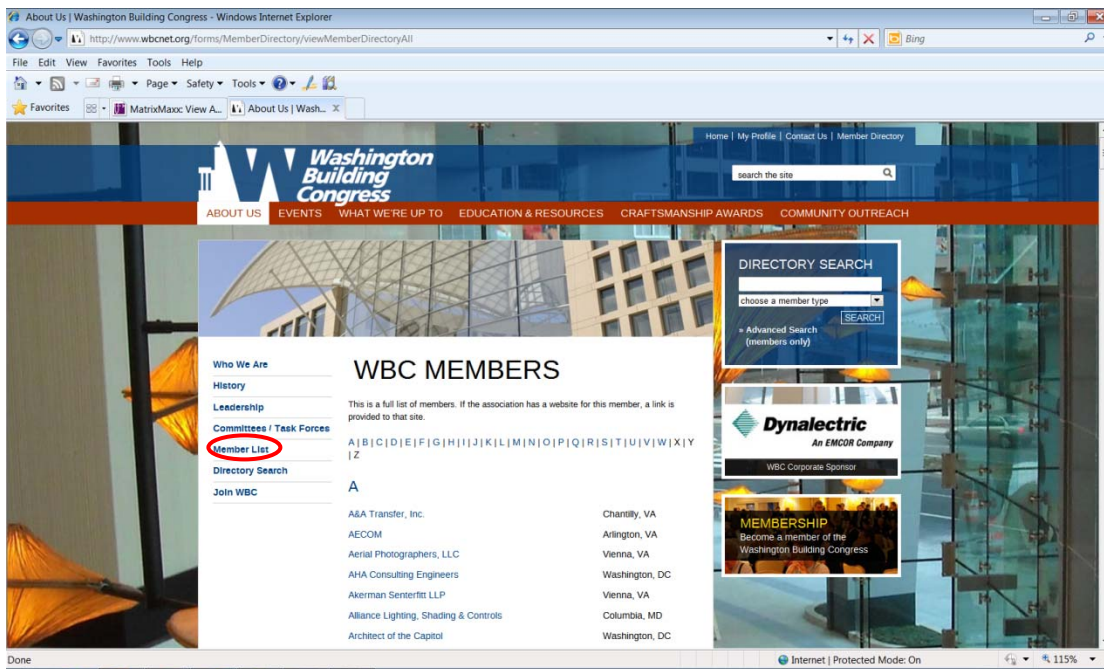 About Us | Washington Building Congress - Windows Internet Explorer
http://www.wbcnet.org/forms/MemberDirectory/viewMemberDirectoryAll
Bing
File Edit View Favorites Tools Help
Page Safety Tools
Favorites
MatrixMaxx: View A...
About Us | Wash...
Home | My Profile | Contact Us | Member Directory
Washington
Building
Congress
search the site
ABOUT US EVENTS WHAT WE'RE UP TO EDUCATION & RESOURCES CRAFTSMANSHIP AWARDS COMMUNITY OUTREACH
Who We Are
History
Leadership
Committees / Task Forces
Member List
Directory Search
Join WBC
WBC MEMBERS
This is a full list of members. If the association has a website for this member, a link is
provided to that site.
A | B | C | D | E | F | G | H | I | J | K | L | M | N | O | P | Q | R | S | T | U | V | W | X | Y
| Z
A
A&A Transfer, Inc. Chantilly, VA
AECOM Arlington, VA
Aerial Photographers, LLC Vienna, VA
AHA Consulting Engineers Washington, DC
Akerman Senterfitt LLP Vienna, VA
Alliance Lighting, Shading & Controls Columbia, MD
Architect of the Capitol Washington, DC
DIRECTORY SEARCH
choose a member type
SEARCH
» Advanced Search
(members only)
Dynalectric
An EMCOR Company
WBC Corporate Sponsor
MEMBERSHIP
Become a member of the
Washington Building Congress
Done
Internet | Protected Mode: On
115%